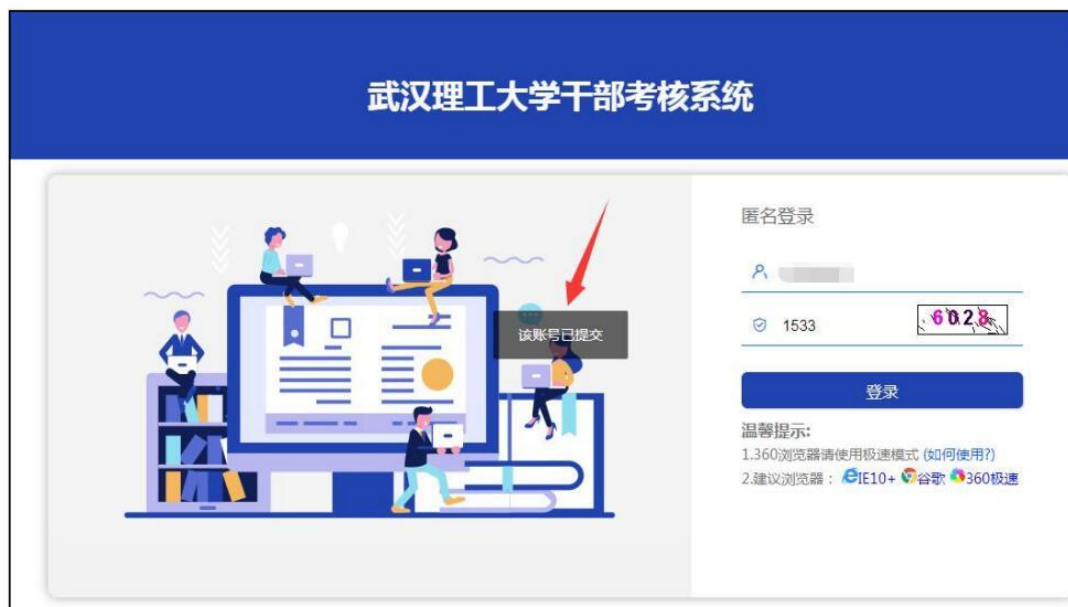 武汉理工大学干部考核系统
匿名登录
该账号已提交
1533
6028
登录
温馨提示:
1.360浏览器请使用极速模式 (如何使用?)
2.建议浏览器： IE10+ 谷歌 360极速